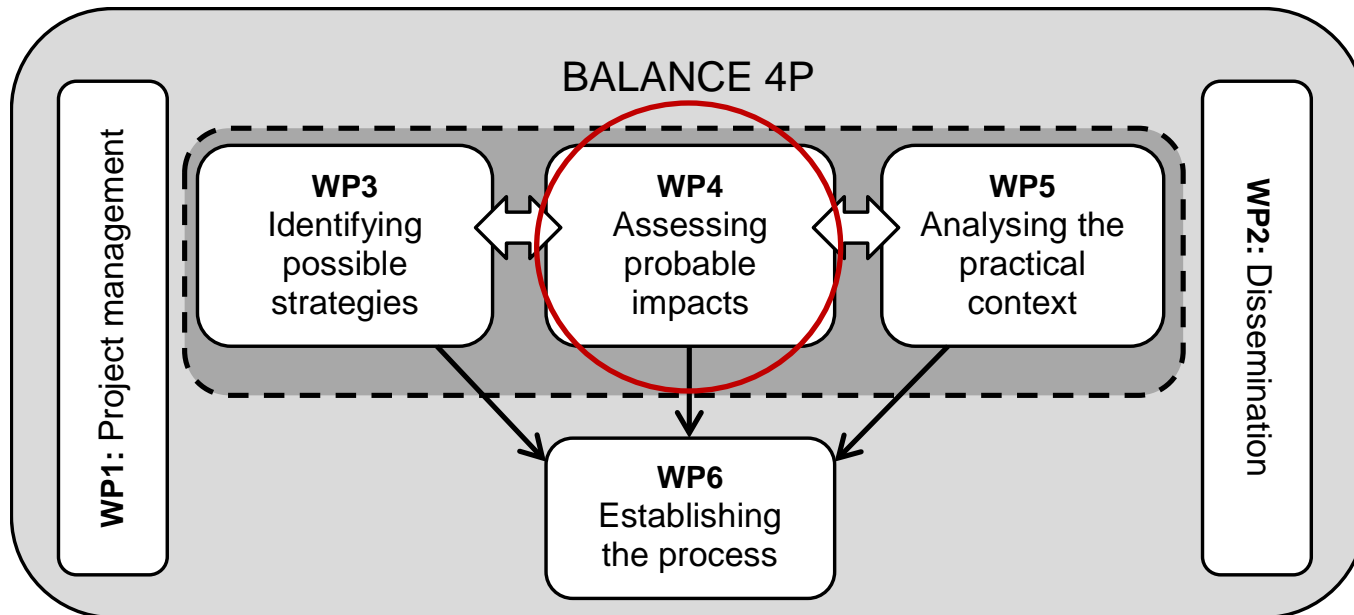 BALANCE 4P
WP1: Project management
WP3
Identifying
possible
strategies
WP4
Assessing
probable
impacts
WP5
Analysing the
practical
context
WP2: Dissemination
WP6
Establishing
the process